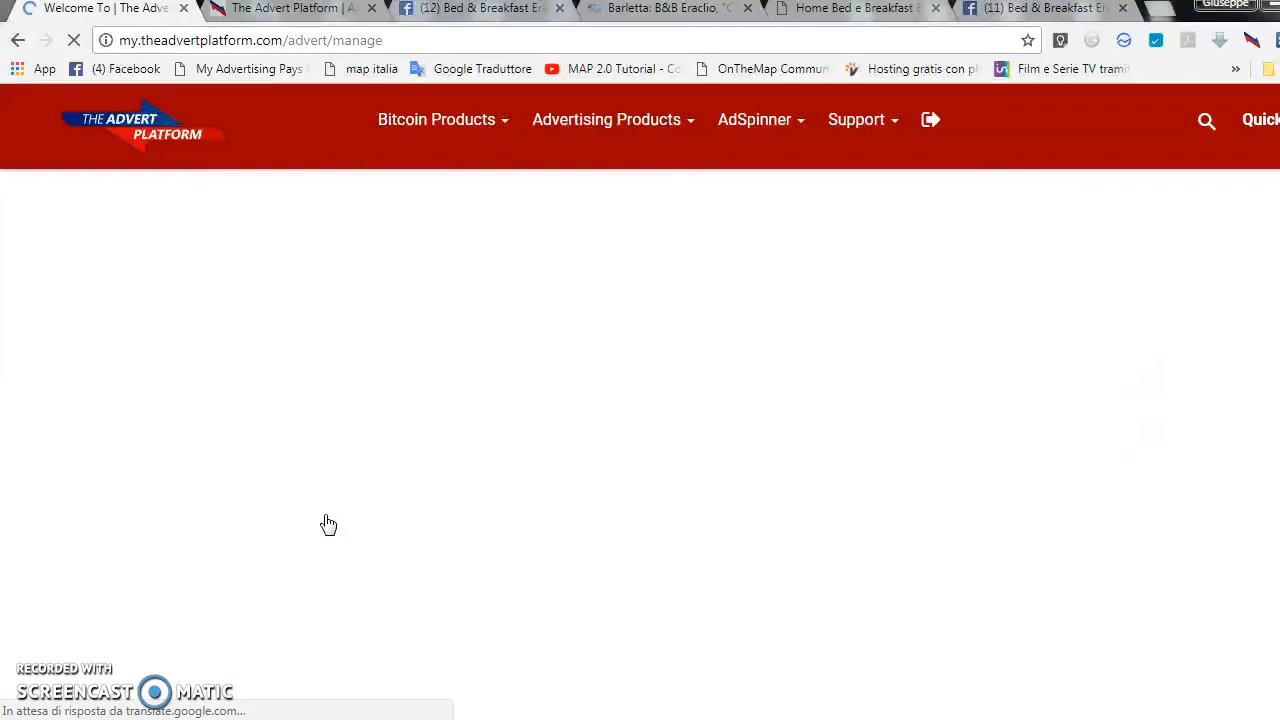 Welcome To | The Adve
The Advert Platform | A
(12) Bed & Breakfast Er
Barletta: B&B Eraclio, "C
Home Bed e Breakfast E
(11) Bed & Breakfast Er
Giuseppe
my.theadvertplatform.com/advert/manage
App
(4) Facebook
My Advertising Pays
map italia
Google Traduttore
MAP 2.0 Tutorial - Co
OnTheMap Commun
Hosting gratis con ph
Film e Serie TV tramit
»
THE ADVERT
PLATFORM
Bitcoin Products
Advertising Products
AdSpinner
Support
Quick
RECORDED WITH
SCREENCAST MATIC
In attesa di risposta da translate.google.com...